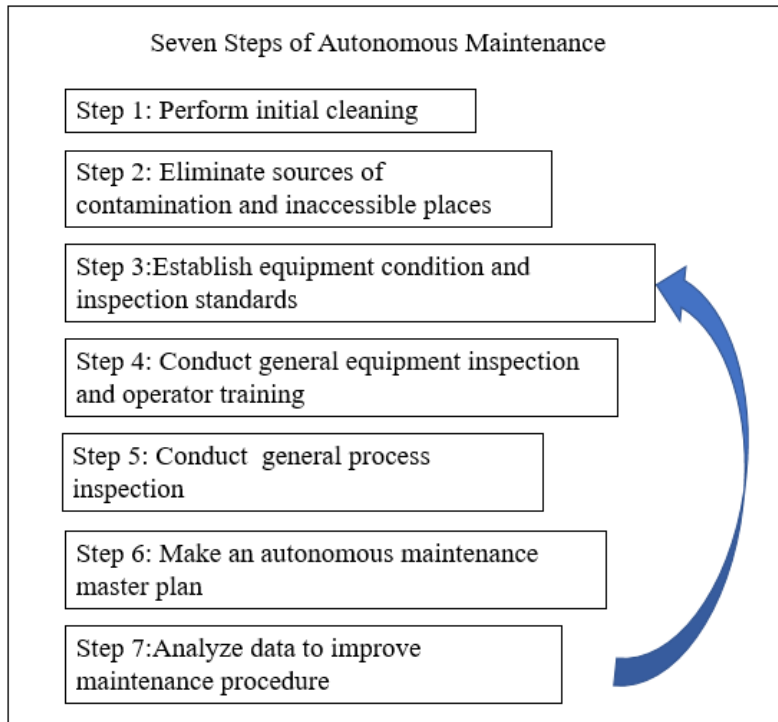 Seven Steps of Autonomous Maintenance
Step 1: Perform initial cleaning
Step 2: Eliminate sources of
contamination and inaccessible places
Step 3:Establish equipment condition and
inspection standards
Step 4: Conduct general equipment inspection
and operator training
Step 5: Conduct  general process
inspection
Step 6: Make an autonomous maintenance
master plan
Step 7:Analyze data to improve
maintenance procedure